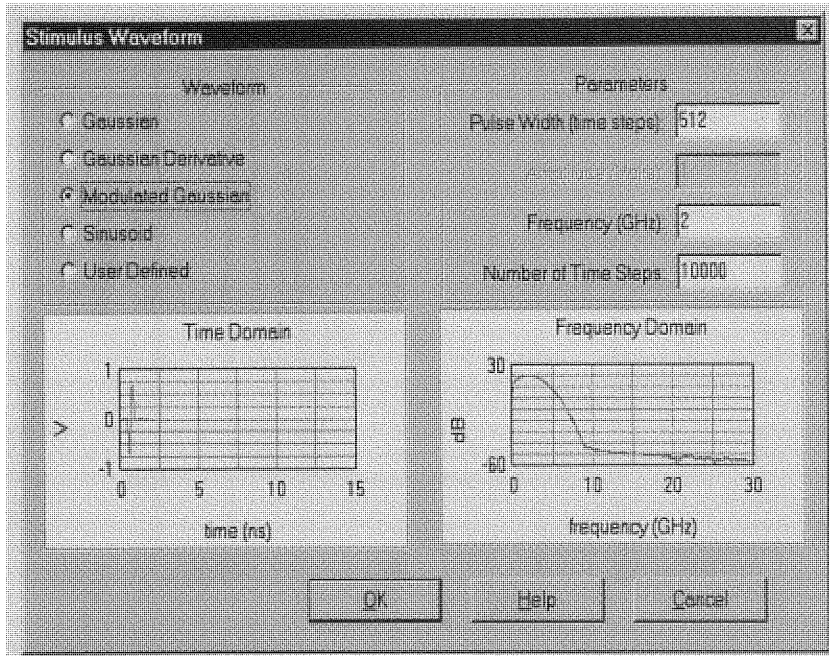 Stimulus Waveform
Waveform
Gaussian
Gaussian Derivative
Modulated Gaussian
Sinusoid
User Defined
Parameters
Pulse Width (time steps): 512
Frequency (GHz): 2
Number of Time Steps: 10000
Time Domain
1
0
-1
V
0 5 10 15
time (ns)
Frequency Domain
30
-60
dB
0 10 20 30
frequency (GHz)
OK Help Cancel